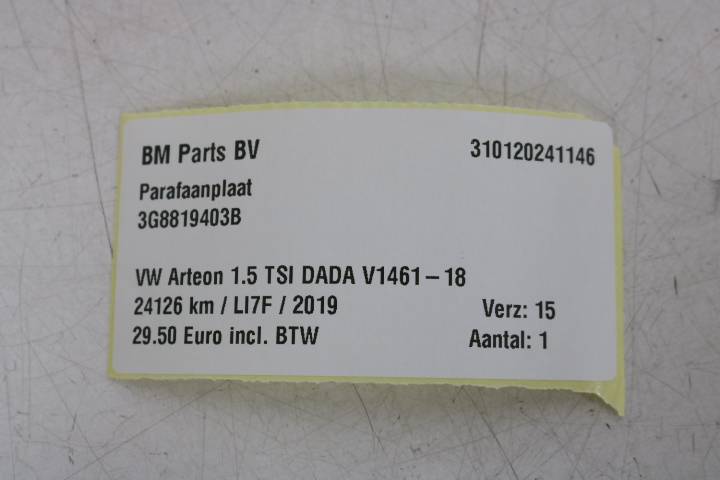 BM Parts BV 310120241146
Parafaanplaat
3G8819403B
VW Arteon 1.5 TSI DADA V1461-18
24126 km / LI7F / 2019 Verz: 15
29.50 Euro incl. BTW Aantal: 1